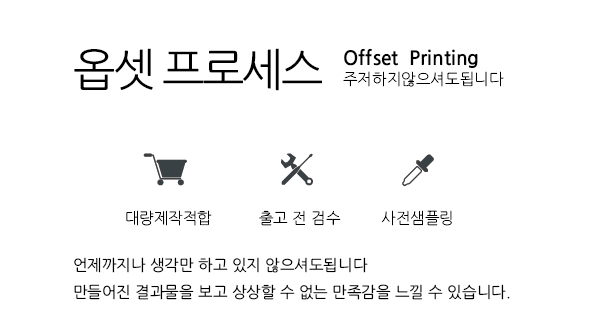 옵셋 프로세스
Offset Printing
주저하지않으셔도됩니다
대량제작적합
출고 전 검수
사전샘플링
언제까지나 생각만 하고 있지 않으셔도됩니다
만들어진 결과물을 보고 상상할 수 없는 만족감을 느낄 수 있습니다.